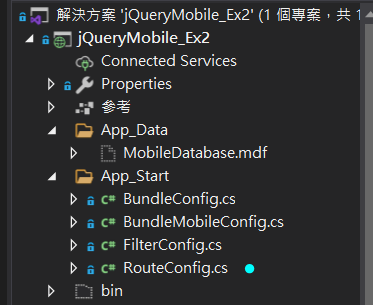 解決方案 'jQueryMobile_Ex2' (1 個專案，共 1
jQueryMobile_Ex2
Connected Services
Properties
參考
App_Data
MobileDatabase.mdf
App_Start
C# BundleConfig.cs
C# BundleMobileConfig.cs
C# FilterConfig.cs
C# RouteConfig.cs
bin